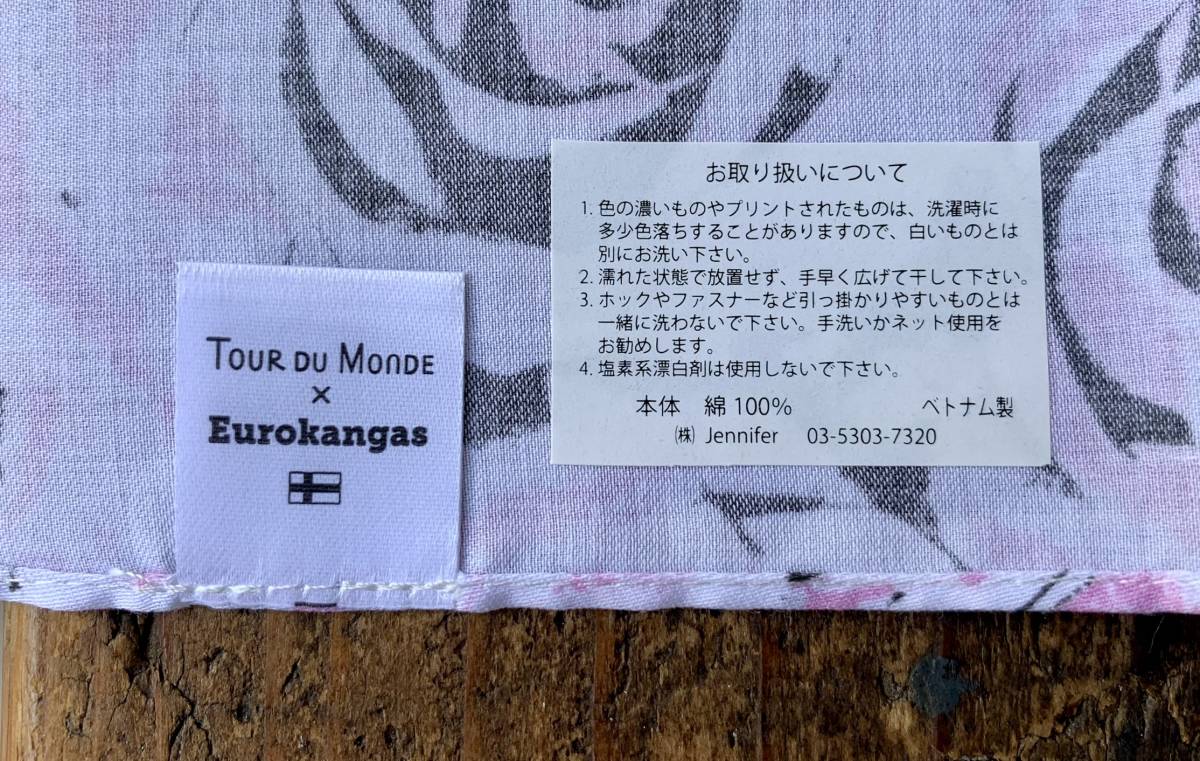 TOUR DU MONDE
×
Eurokangas
お取り扱いについて
1. 色の濃いものやプリントされたものは、洗濯時に
多少色落ちすることがありますので、白いものとは
別にお洗い下さい。
2. 濡れた状態で放置せず、手早く広げて干して下さい。
3. ホックやファスナーなど引っ掛かりやすいものとは
一緒に洗わないで下さい。手洗いかネット使用を
お勧めします。
4. 塩素系漂白剤は使用しないで下さい。
本体 綿 100% ベトナム製
㈱ Jennifer 03-5303-7320